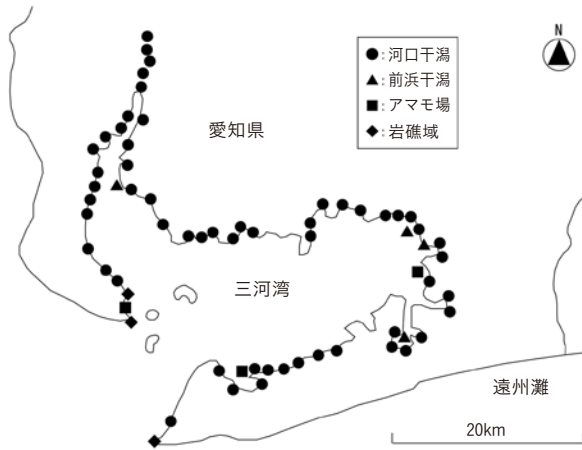 N
●：河口干潟
▲：前浜干潟
■：アマモ場
◆：岩礁域
愛知県
三河湾
遠州灘
20km